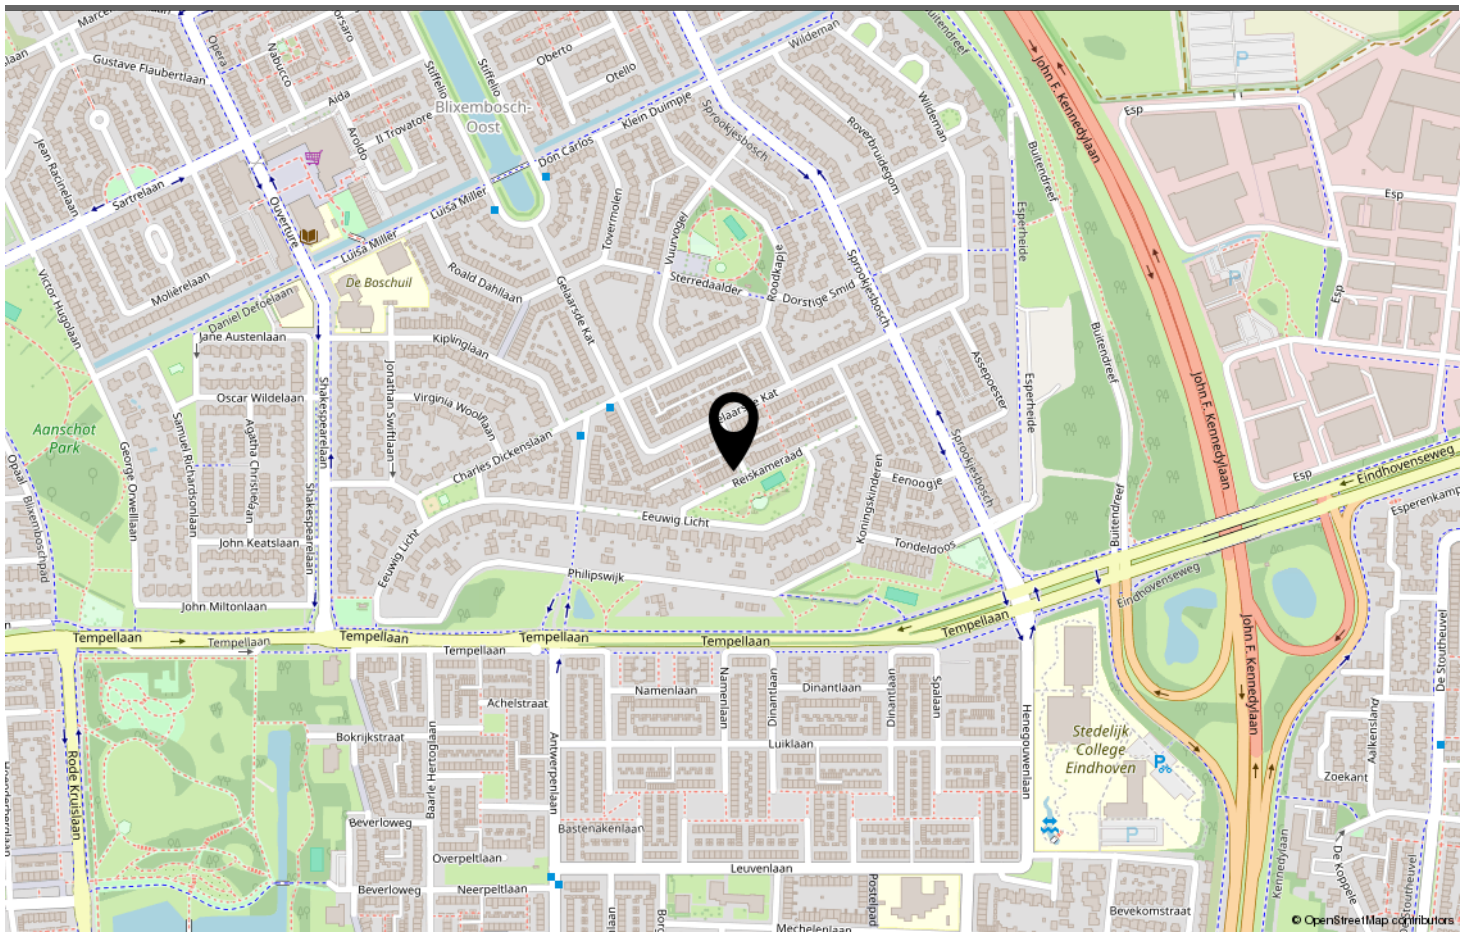 Gustave Flaubertlaan
Opera
Nabucco
Stiffelio
Stiffelio
Oberto
Otello
Wildeman
Buitendreef
John F. Kennedylaan
Aida
Il Trovatore
Aroldo
Blixembosch-
Oost
Klein Duimpje
Sprookjesbosch
Roverbruidegom
Wildeman
Esp
Jean Racinelaan
Sartrelaan
Ouverture
Don Carlos
Luisa Miller
Luisa Miller
Buitendreef
Esp
Molièrelaan
De Boschuil
Roald Dahllaan
Tovermolen
Vuurvogel
Roodkapje
Sterredaalder
Dorstige Smid
Sprookjesbosch
Esperheide
P
P
Esp
Victor Hugolaan
Daniel Defoelaan
Jane Austenlaan
Kiplinglaan
Gelaarsde Kat
Assepoester
Buitendreef
Esperheide
John F. Kennedylaan
Aanschot
Park
Oscar Wildelaan
Shakespearelaan
Jonathan Swiftlaan
Virginia Woolflaan
Samuel Richardsonlaan
Agatha Christielaan
George Orwelllaan
Charles Dickenslaan
Reiskameraad
Koningskinderen
Eenoogje
Sprookjesbosch
Esp
Eindhovenseweg
Esperenkamp
Opaal
Blixemboschpad
John Keatslaan
Shakespearelaan
Eeuwig Licht
Eeuwig Licht
Tondeldoos
Buitendreef
Philipswijk
John Miltonlaan
Eindhovenseweg
Tempellaan
Tempellaan
Tempellaan
Tempellaan
Tempellaan
Tempellaan
Tempellaan
John F. Kennedylaan
De Stoutheuvel
Namenlaan
Namenlaan
Dinantlaan
Dinantlaan
Dinantlaan
Spalaan
Achelstraat
Bokrijkstraat
Baarle Hertoglaan
Antwerpenlaan
Luiklaan
Henegouwenlaan
Stedelijk
College
Eindhoven
P
Aalkensland
Zoekant
Rode Kruislaan
Beverloweg
Bastenakenlaan
Overpeltlaan
P
Leuvenlaan
Beverloweg
Neerpeltlaan
Postelpad
Mechelenlaan
Bevekomstraat
Kennedylaan
De Koppele
Stoutheuvel
© OpenStreetMap contributors